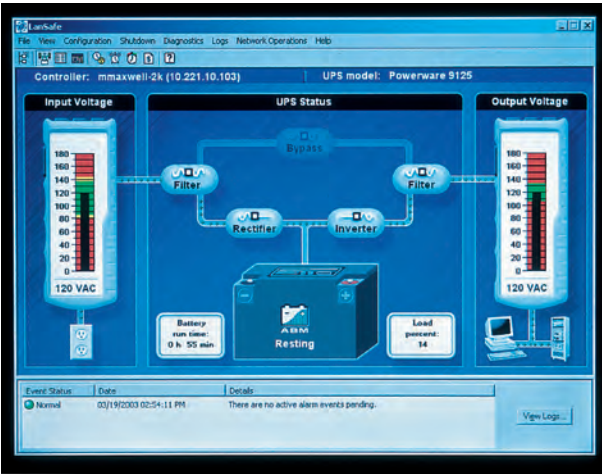 LanSafe
File View Configuration Shutdown Diagnostics Logs Network Operations Help
Controller: mmaxwell-2k (10.221.10.103) UPS model: Powerware 9125
Input Voltage
UPS Status
Output Voltage
180
160
140
120
100
80
60
40
20
0
120 VAC
Bypass
Filter
Filter
Rectifier
Inverter
ABM
Resting
Battery
run time:
0 h 55 min
Load
percent:
14
180
160
140
120
100
80
60
40
20
0
120 VAC
Event Status Date Details
Normal 03/19/2003 02:54:11 PM There are no active alarm events pending.
View Logs...